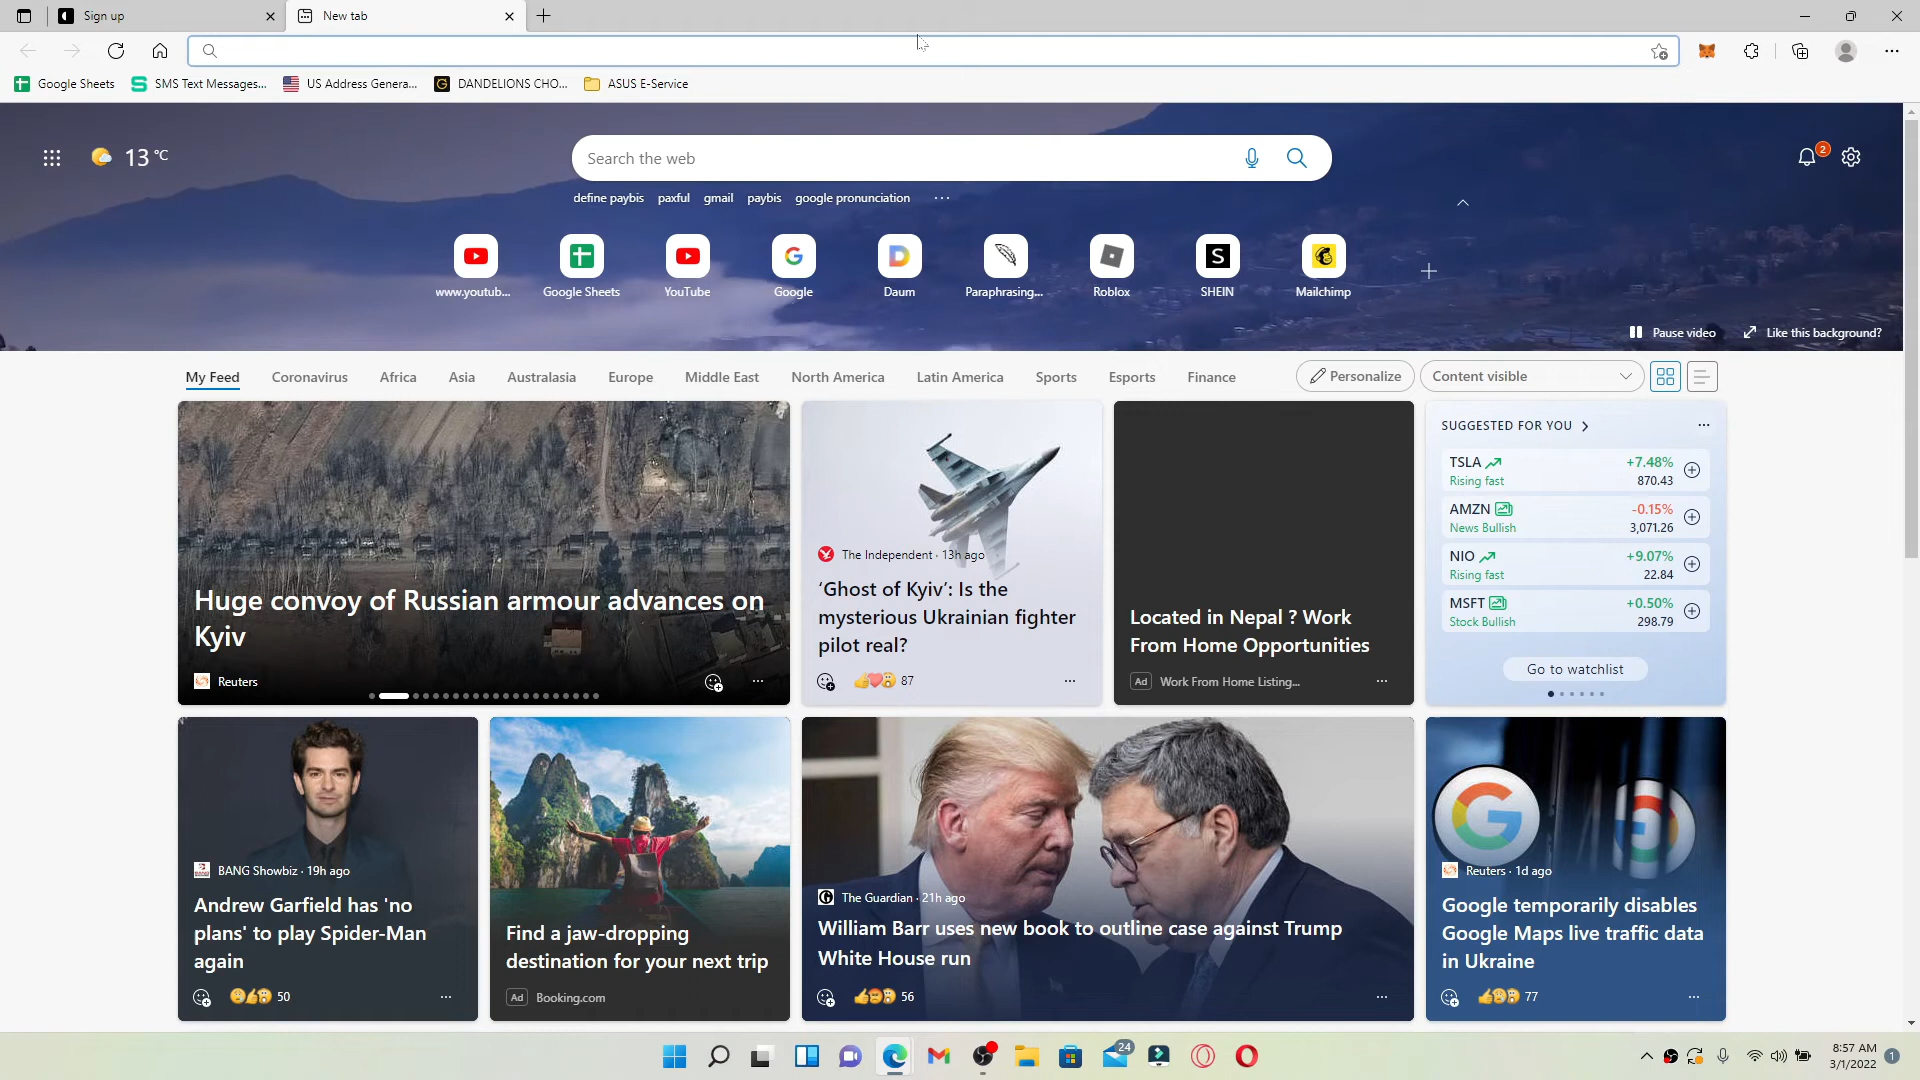 Sign up
New tab
Google Sheets
SMS Text Messages...
US Address Genera...
DANDELIONS CHO...
ASUS E-Service
13 °C
Search the web
2
define paybis paxful gmail paybis google pronunciation ...
www.youtub...
Google Sheets
YouTube
Google
Daum
Paraphrasing...
Roblox
SHEIN
Mailchimp
Pause video
Like this background?
My Feed
Coronavirus
Africa
Asia
Australasia
Europe
Middle East
North America
Latin America
Sports
Esports
Finance
Personalize
Content visible
Huge convoy of Russian armour advances on
Kyiv
Reuters
The Independent · 13h ago
‘Ghost of Kyiv’: Is the
mysterious Ukrainian fighter
pilot real?
87
Located in Nepal ? Work
From Home Opportunities
Ad Work From Home Listing...
SUGGESTED FOR YOU
TSLA +7.48%
Rising fast 870.43
AMZN -0.15%
News Bullish 3,071.26
NIO +9.07%
Rising fast 22.84
MSFT +0.50%
Stock Bullish 298.79
Go to watchlist
BANG Showbiz · 19h ago
Andrew Garfield has 'no
plans' to play Spider-Man
again
50
Find a jaw-dropping
destination for your next trip
Ad Booking.com
The Guardian · 21h ago
William Barr uses new book to outline case against Trump
White House run
56
Reuters · 1d ago
Google temporarily disables
Google Maps live traffic data
in Ukraine
77
24
8:57 AM
3/1/2022
1